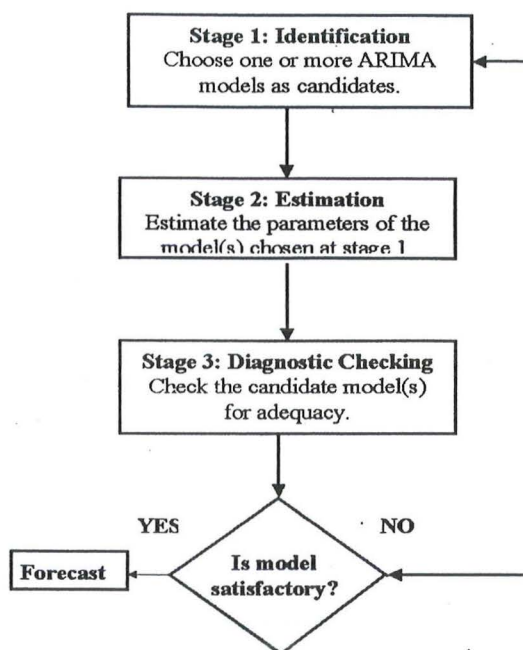 Stage 1: Identification
Choose one or more ARIMA
models as candidates.
Stage 2: Estimation
Estimate the parameters of the
model(s) chosen at stage 1
Stage 3: Diagnostic Checking
Check the candidate model(s)
for adequacy.
YES
NO
Forecast
Is model
satisfactory?